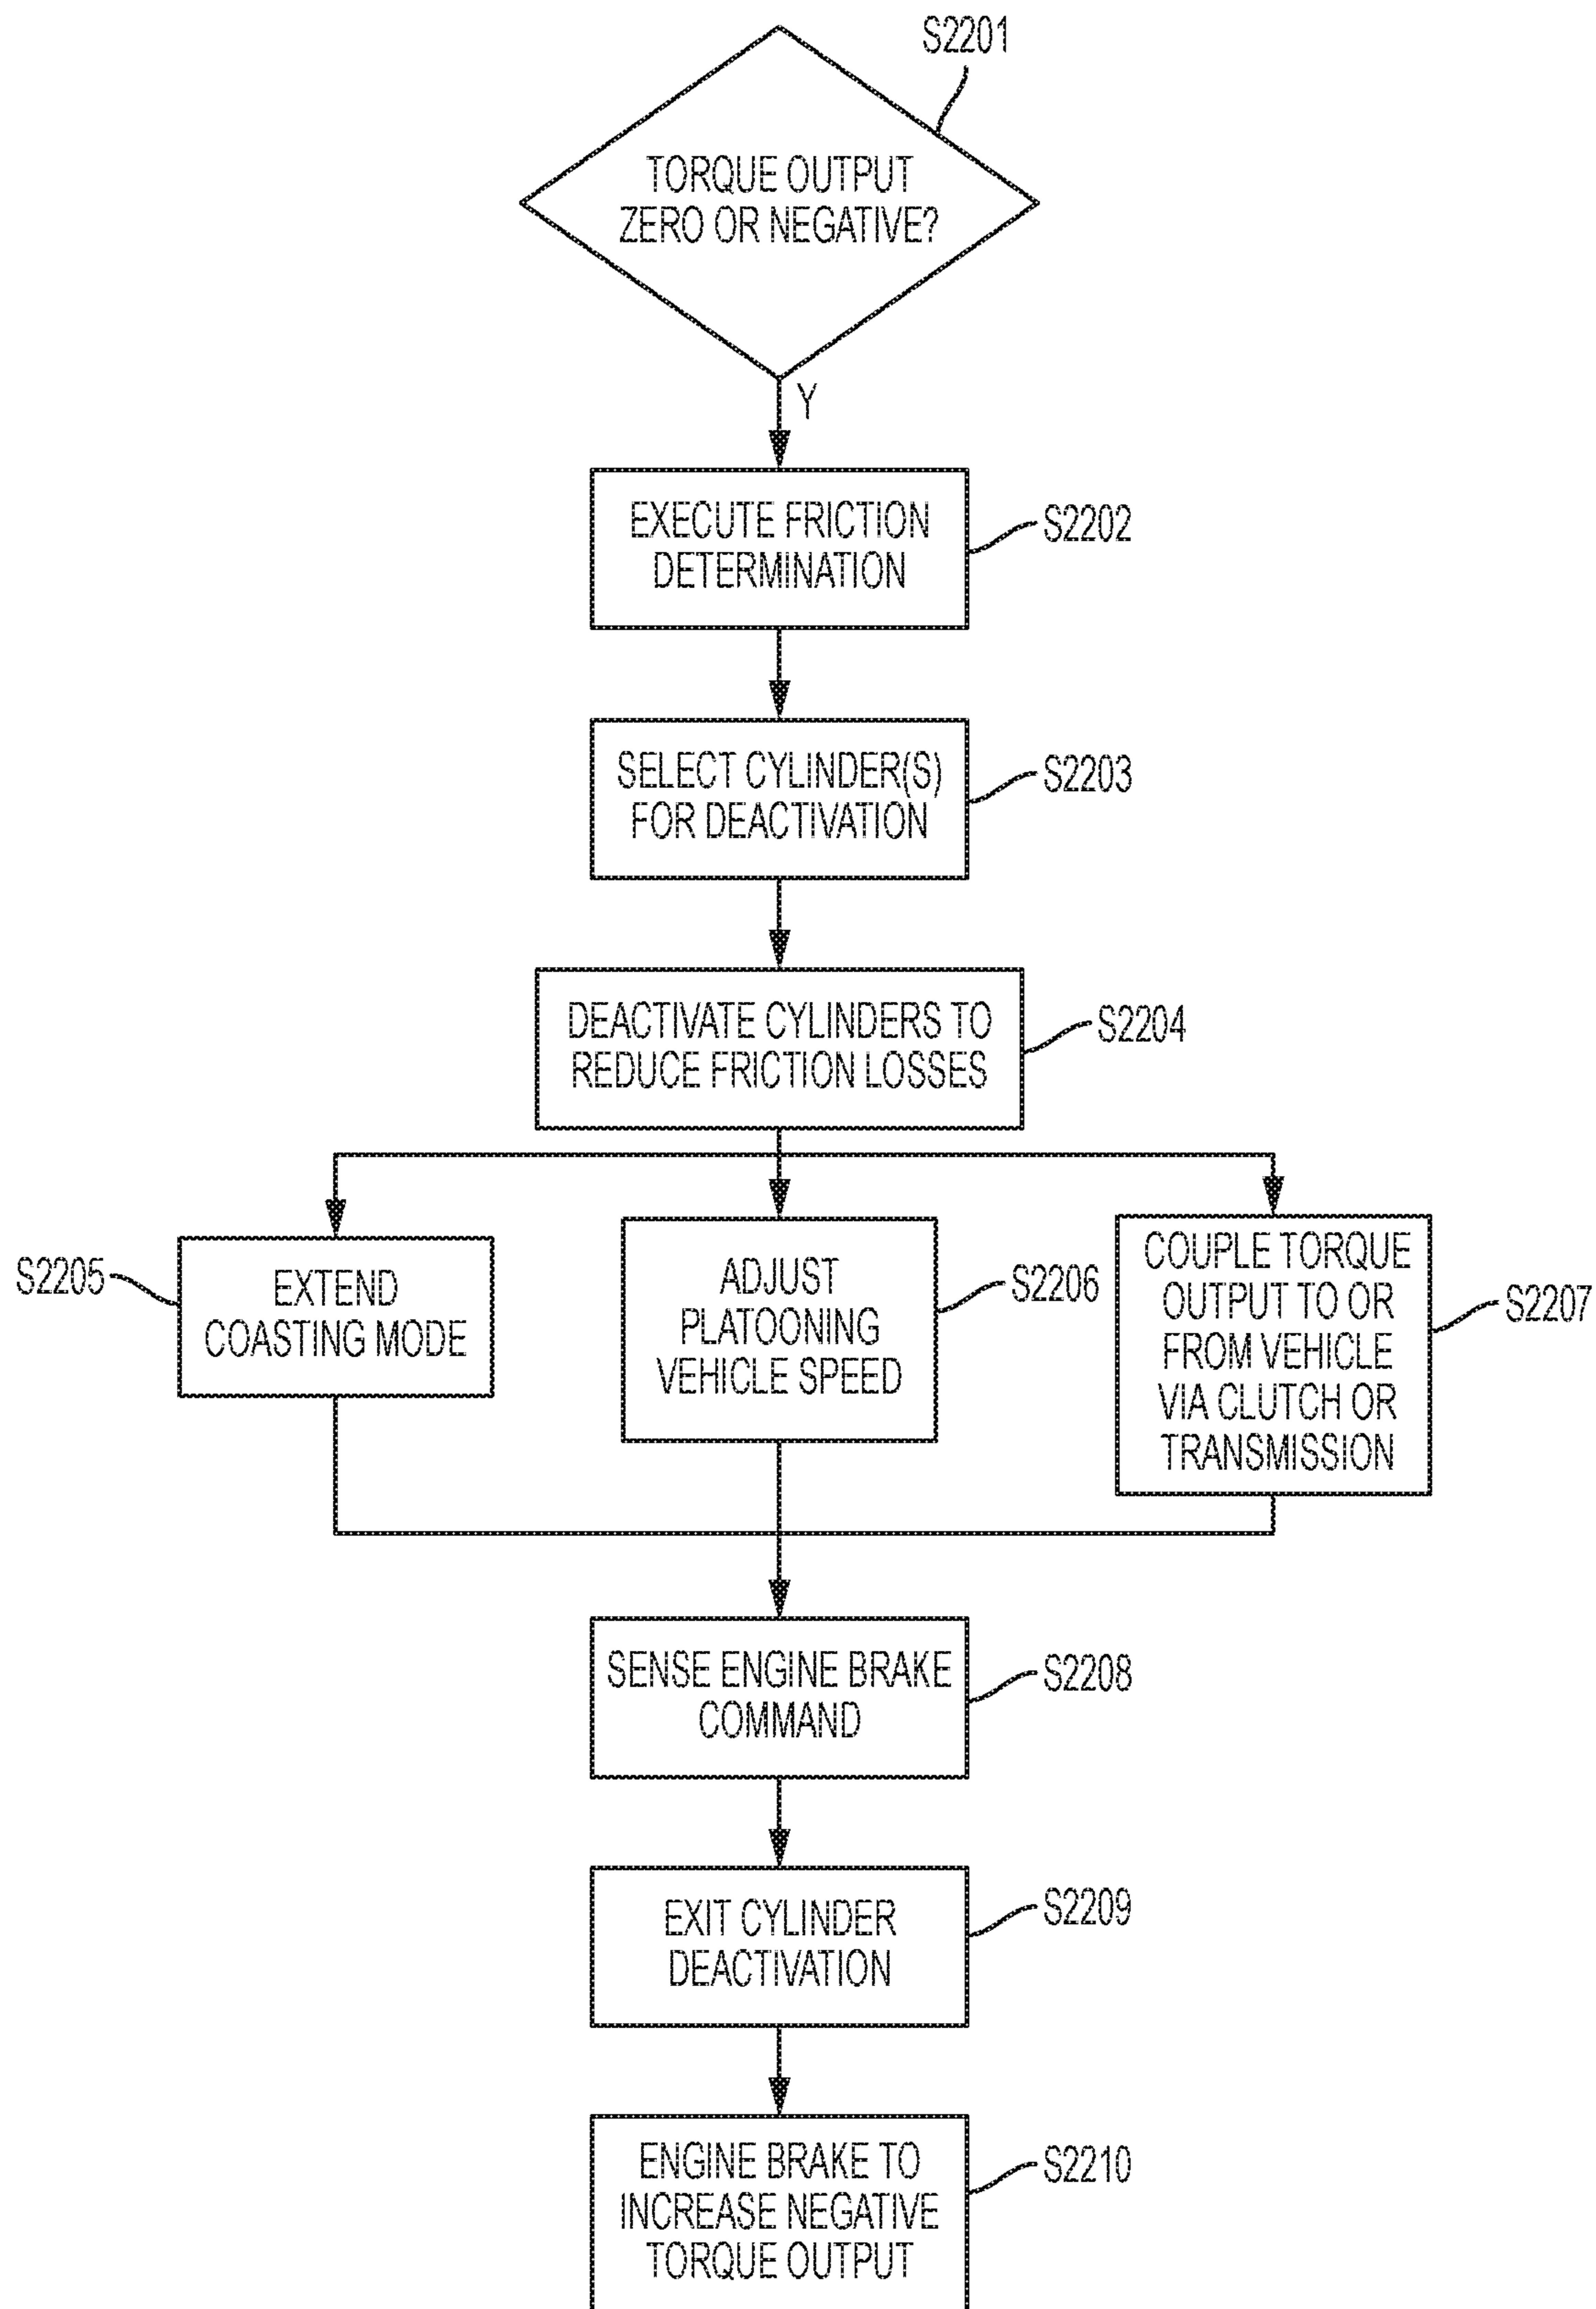 S2201
TORQUE OUTPUT
ZERO OR NEGATIVE?
Y
EXECUTE FRICTION
DETERMINATION
S2202
SELECT CYLINDER(S)
FOR DEACTIVATION
S2203
DEACTIVATE CYLINDERS TO
REDUCE FRICTION LOSSES
S2204
S2205
EXTEND
COASTING MODE
ADJUST
PLATOONING
VEHICLE SPEED
S2206
COUPLE TORQUE
OUTPUT TO OR
FROM VEHICLE
VIA CLUTCH OR
TRANSMISSION
S2207
SENSE ENGINE BRAKE
COMMAND
S2208
EXIT CYLINDER
DEACTIVATION
S2209
ENGINE BRAKE TO
INCREASE NEGATIVE
TORQUE OUTPUT
S2210